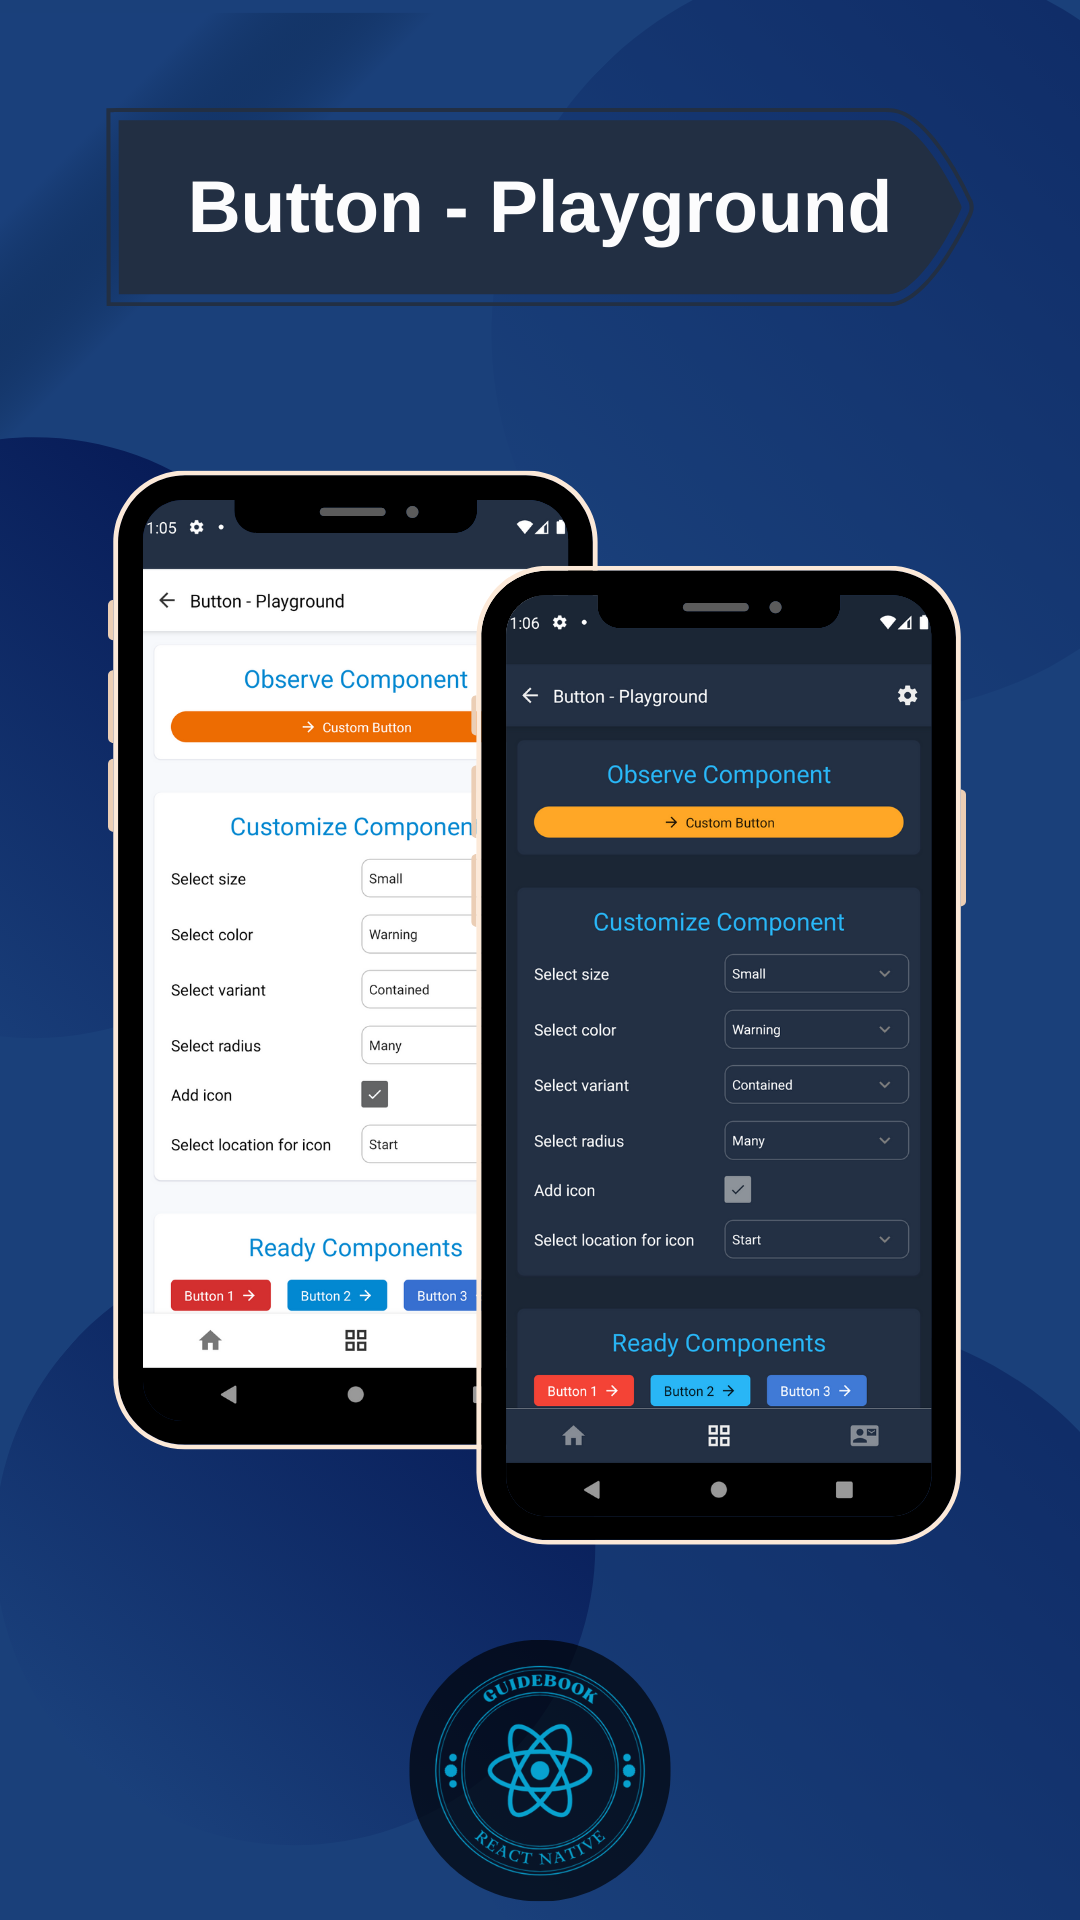 Button - Playground
1:05
Button - Playground
Observe Component
Custom Button
Customize Componen
Select size
Small
Select color
Warning
Select variant
Contained
Select radius
Many
Add icon
Select location for icon
Start
Ready Components
Button 1
Button 2
Button 3
1:06
Button - Playground
Observe Component
Custom Button
Customize Component
Select size
Small
Select color
Warning
Select variant
Contained
Select radius
Many
Add icon
Select location for icon
Start
Ready Components
Button 1
Button 2
Button 3
GUIDEBOOK
REACT NATIVE